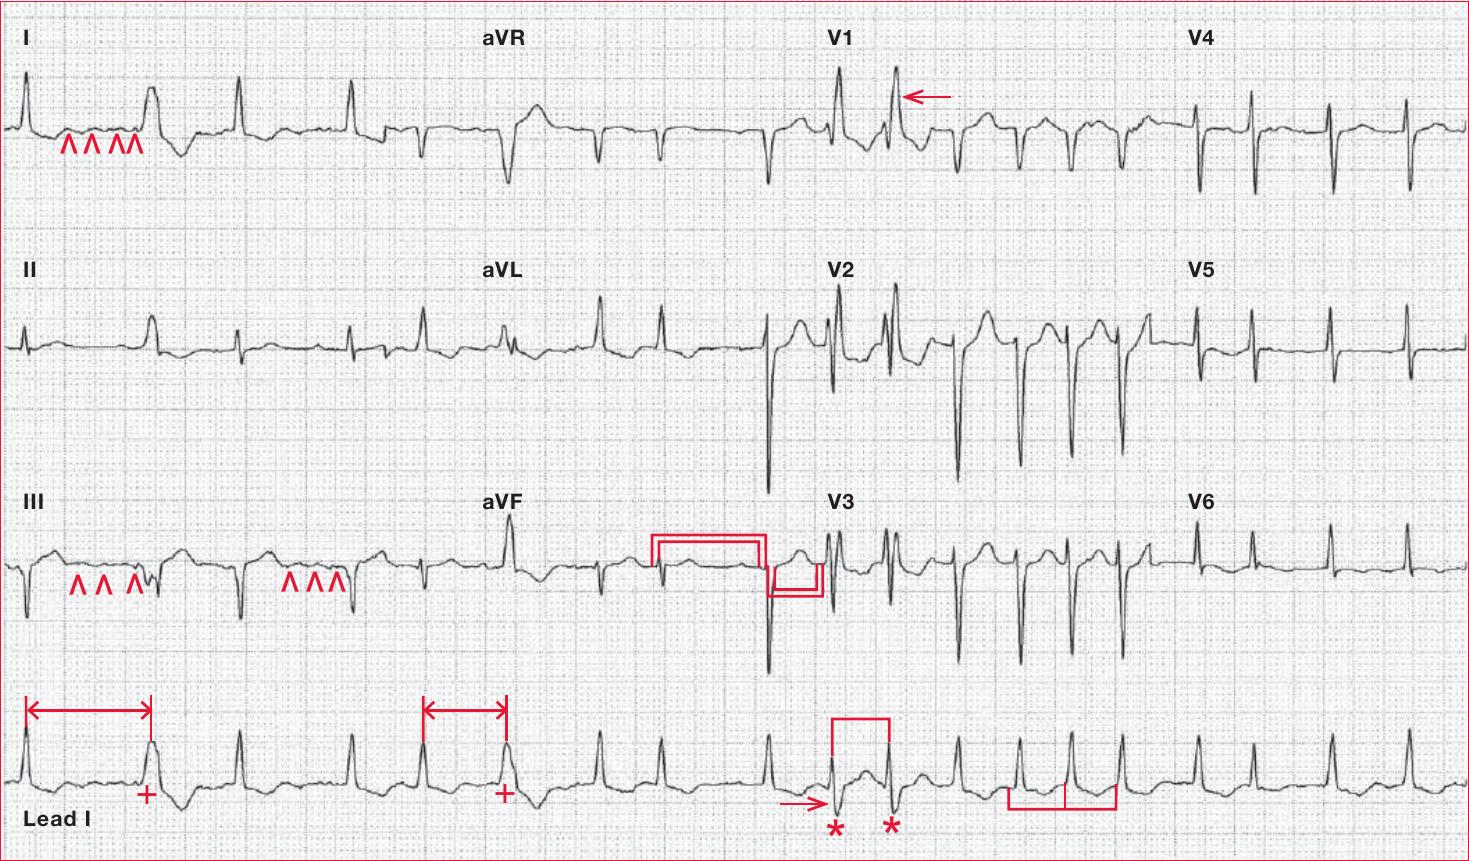 I aVR V1 V4
II aVL V2 V5
III aVF V3 V6
+ +
* *
Lead I